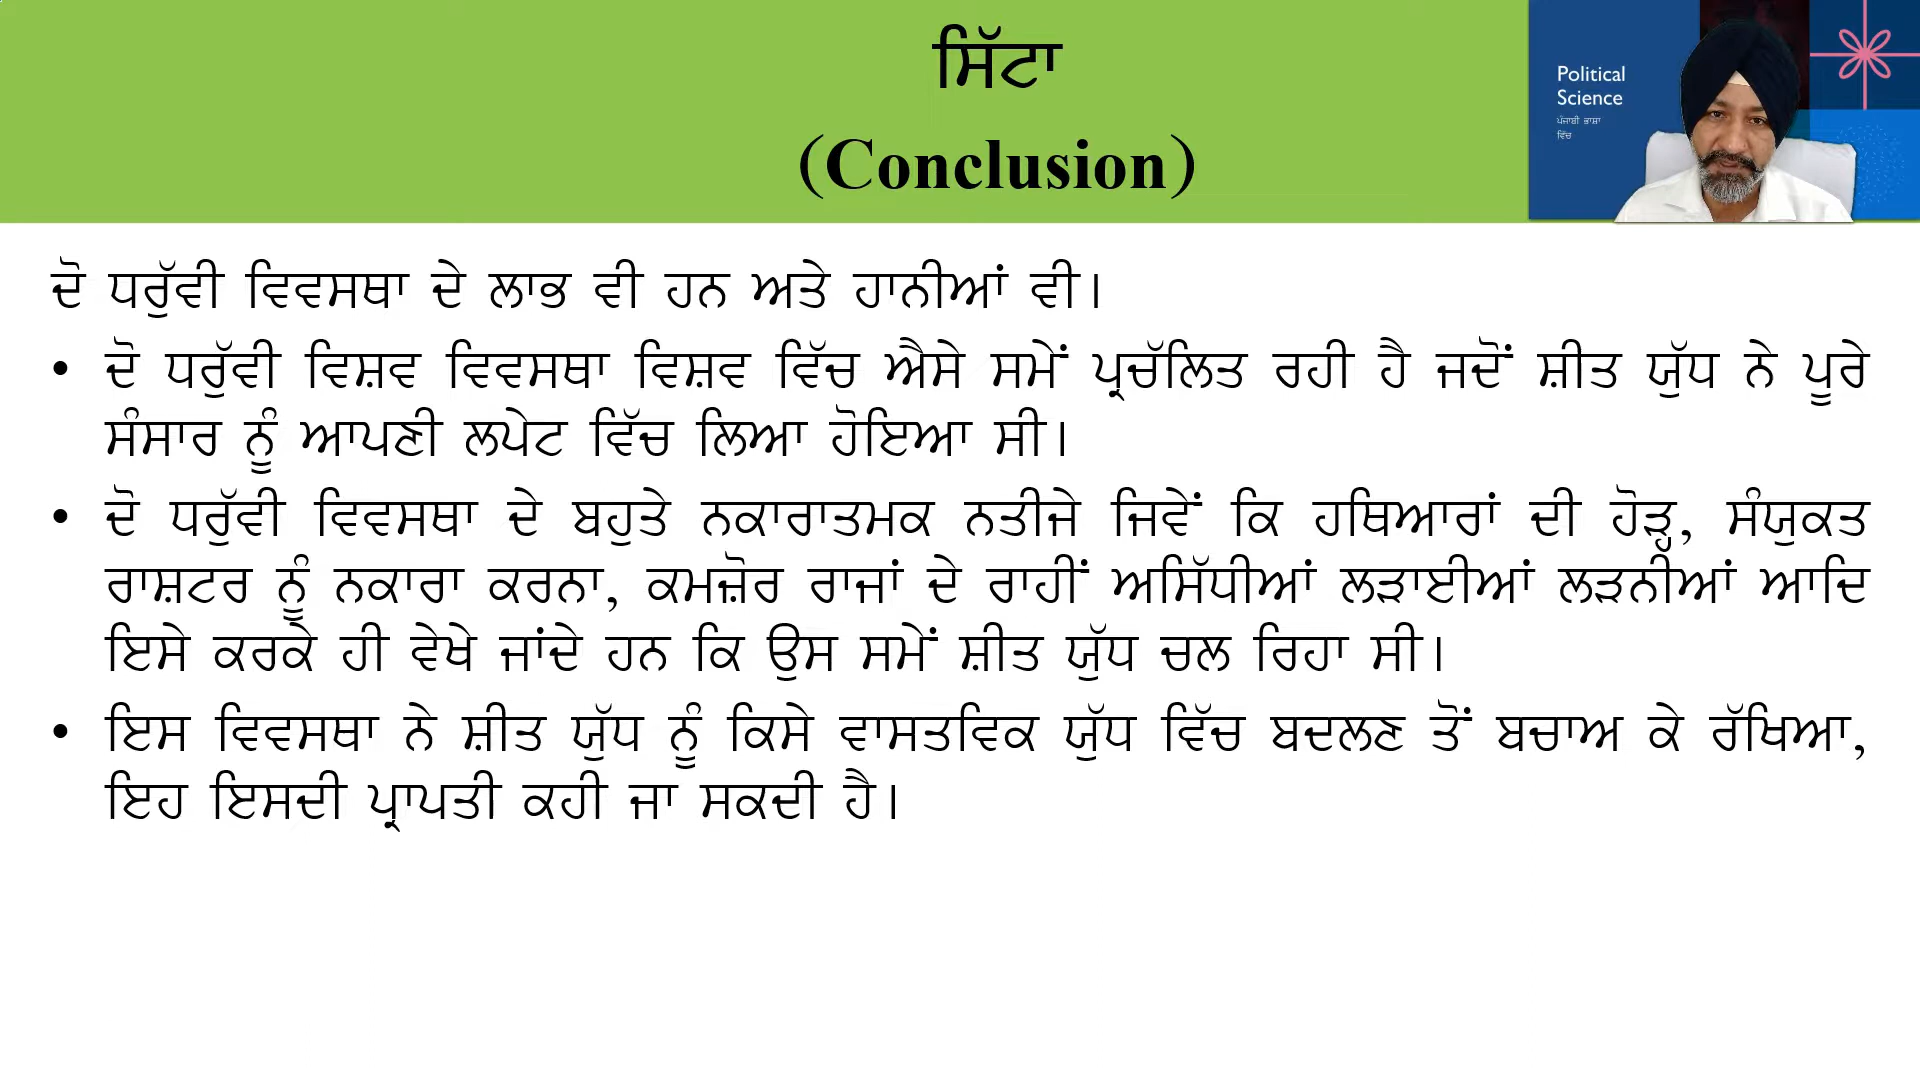 ਸਿੱਟਾ
(Conclusion)
Political
Science
ਪੰਜਾਬੀ ਭਾਸ਼ਾ
ਵਿੱਚ
ਦੋ ਧਰੁੱਵੀ ਵਿਵਸਥਾ ਦੇ ਲਾਭ ਵੀ ਹਨ ਅਤੇ ਹਾਨੀਆਂ ਵੀ।
• ਦੋ ਧਰੁੱਵੀ ਵਿਸ਼ਵ ਵਿਵਸਥਾ ਵਿਸ਼ਵ ਵਿੱਚ ਐਸੇ ਸਮੇਂ ਪ੍ਰਚੱਲਿਤ ਰਹੀ ਹੈ ਜਦੋਂ ਸ਼ੀਤ ਯੁੱਧ ਨੇ ਪੂਰੇ
ਸੰਸਾਰ ਨੂੰ ਆਪਣੀ ਲਪੇਟ ਵਿੱਚ ਲਿਆ ਹੋਇਆ ਸੀ।
• ਦੋ ਧਰੁੱਵੀ ਵਿਵਸਥਾ ਦੇ ਬਹੁਤੇ ਨਕਾਰਾਤਮਕ ਨਤੀਜੇ ਜਿਵੇਂ ਕਿ ਹਥਿਆਰਾਂ ਦੀ ਹੋੜ੍ਹ, ਸੰਯੁਕਤ
ਰਾਸ਼ਟਰ ਨੂੰ ਨਕਾਰਾ ਕਰਨਾ, ਕਮਜ਼ੋਰ ਰਾਜਾਂ ਦੇ ਰਾਹੀਂ ਅਸਿੱਧੀਆਂ ਲੜਾਈਆਂ ਲੜਨੀਆਂ ਆਦਿ
ਇਸੇ ਕਰਕੇ ਹੀ ਵੇਖੇ ਜਾਂਦੇ ਹਨ ਕਿ ਉਸ ਸਮੇਂ ਸ਼ੀਤ ਯੁੱਧ ਚਲ ਰਿਹਾ ਸੀ।
• ਇਸ ਵਿਵਸਥਾ ਨੇ ਸ਼ੀਤ ਯੁੱਧ ਨੂੰ ਕਿਸੇ ਵਾਸਤਵਿਕ ਯੁੱਧ ਵਿੱਚ ਬਦਲਣ ਤੋਂ ਬਚਾਅ ਕੇ ਰੱਖਿਆ,
ਇਹ ਇਸਦੀ ਪ੍ਰਾਪਤੀ ਕਹੀ ਜਾ ਸਕਦੀ ਹੈ।